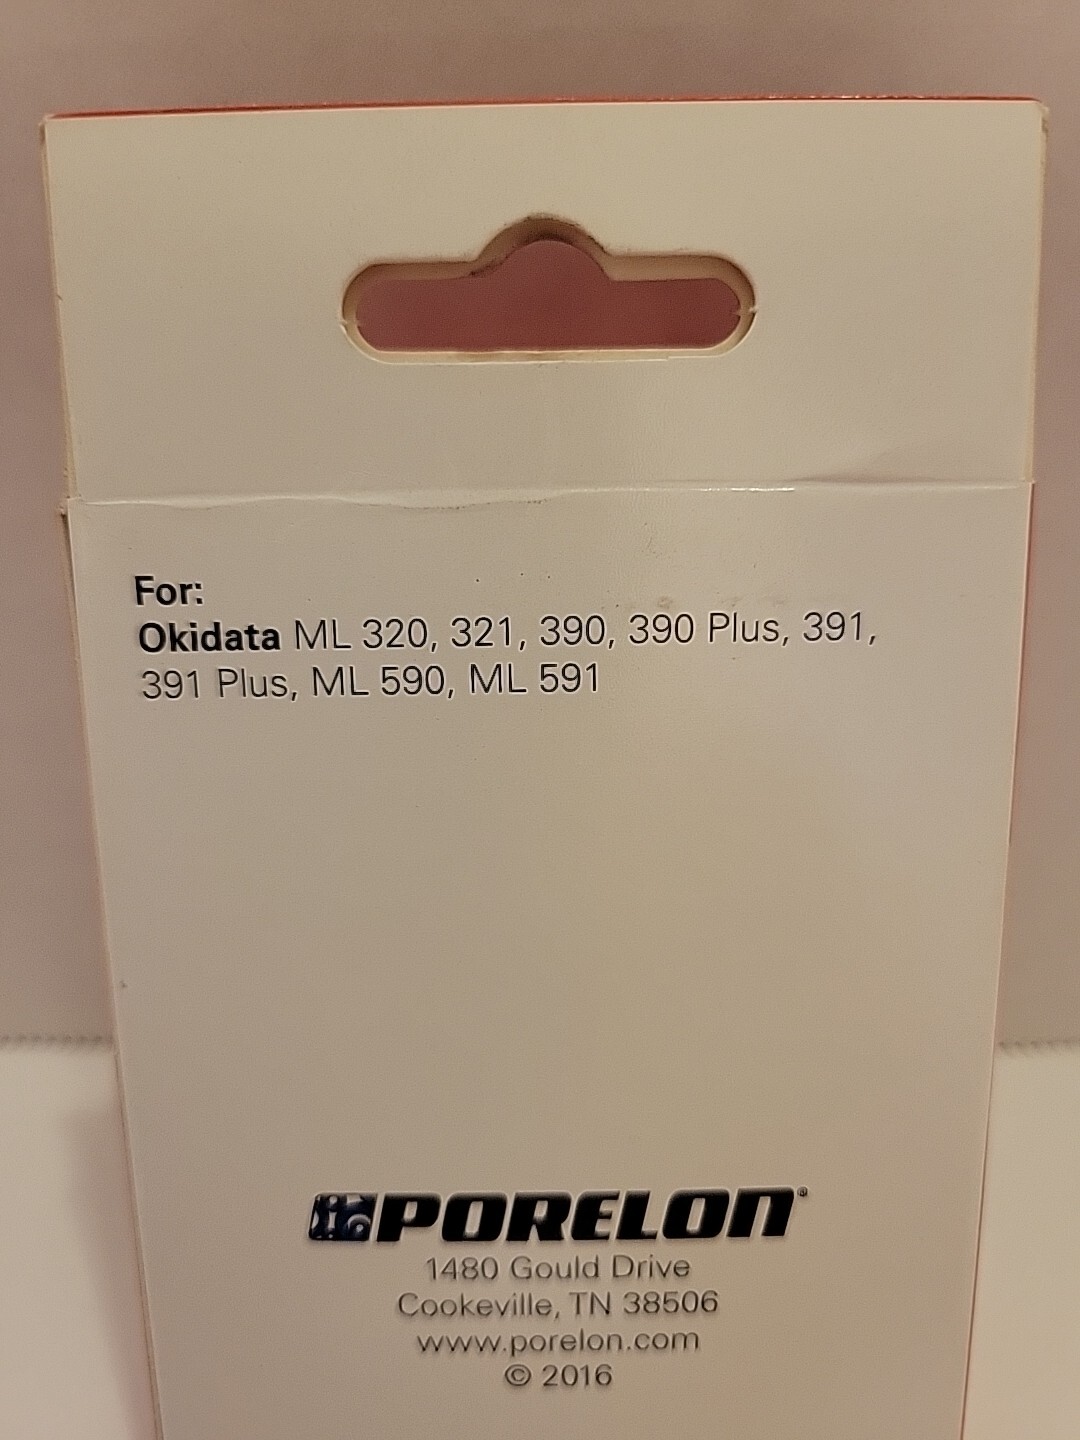 For:
Okidata ML 320, 321, 390, 390 Plus, 391,
391 Plus, ML 590, ML 591
PORELON®
1480 Gould Drive
Cookeville, TN 38506
www.porelon.com
© 2016